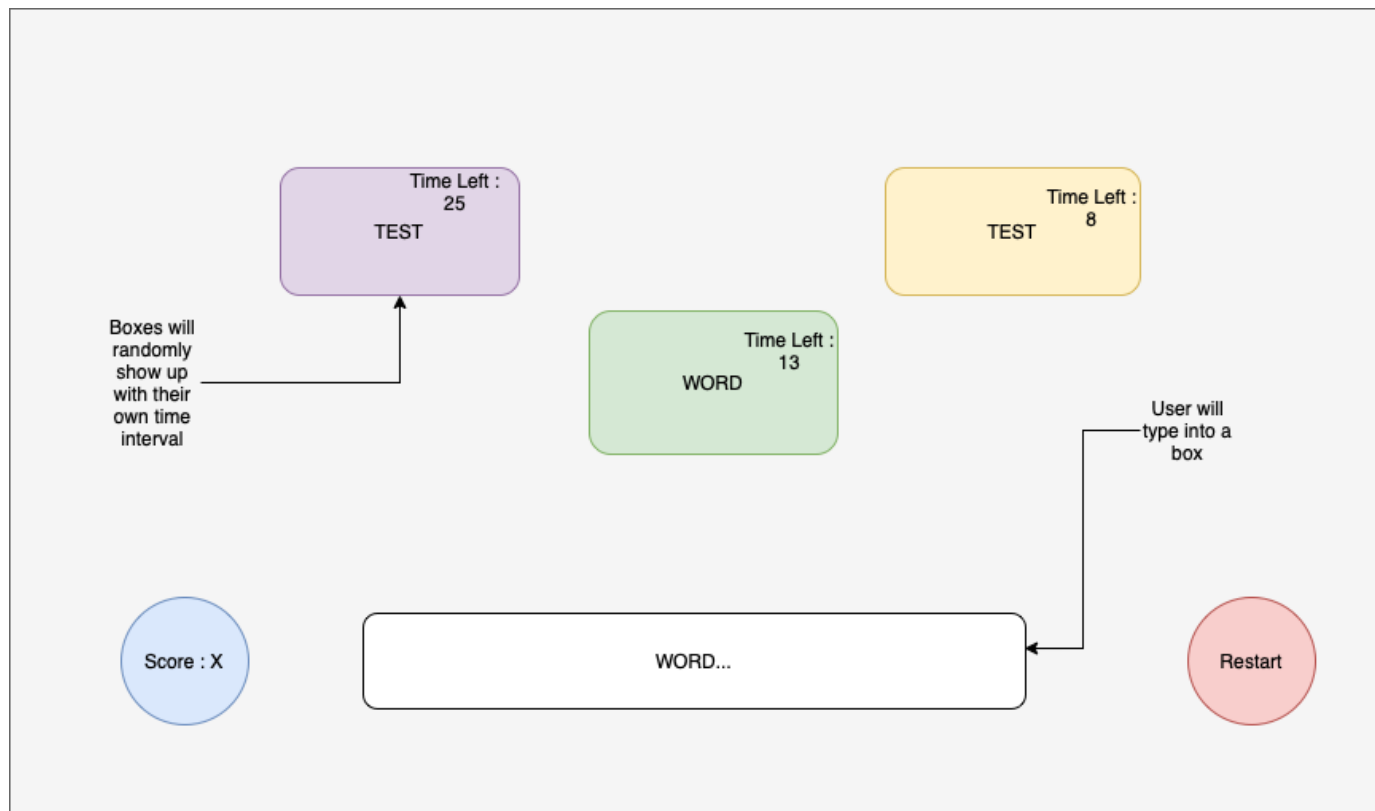 Time Left :
25
TEST
Time Left :
8
TEST
Time Left :
13
WORD
Boxes will
randomly
show up
with their
own time
interval
User will
type into a
box
Score : X
WORD...
Restart